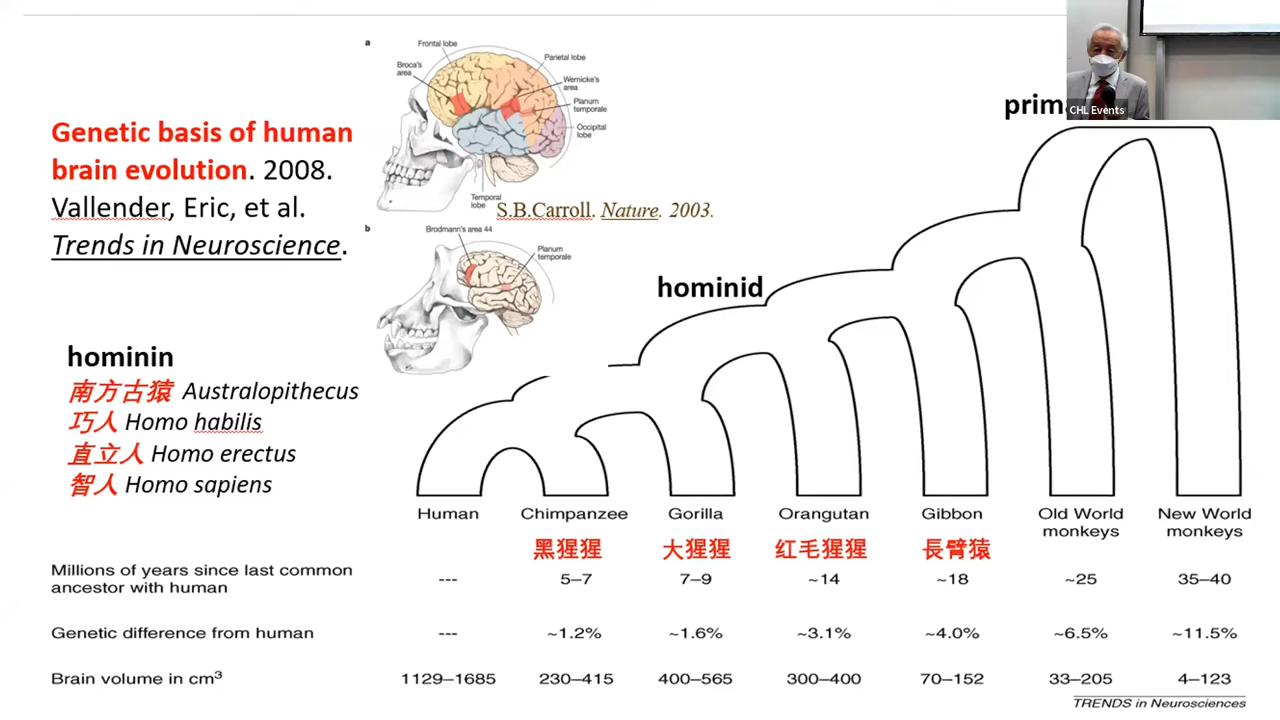 a
Frontal lobe
Parietal lobe
Broca's
area
Wernicke's
area
Planum
temporale
Occipital
lobe
Temporal
lobe
S.B.Carroll. Nature. 2003.
CHL Events
Genetic basis of human
brain evolution. 2008.
Vallender, Eric, et al.
Trends in Neuroscience.
b
Brodmann's area 44
Planum
temporale
hominid
hominin
南方古猿 Australopithecus
巧人 Homo habilis
直立人 Homo erectus
智人 Homo sapiens
Human Chimpanzee Gorilla Orangutan Gibbon Old World monkeys New World monkeys
黑猩猩 大猩猩 红毛猩猩 長臂猿
Millions of years since last common
ancestor with human
--- 5–7 7–9 ~14 ~18 ~25 35–40
Genetic difference from human --- ~1.2% ~1.6% ~3.1% ~4.0% ~6.5% ~11.5%
Brain volume in cm³ 1129–1685 230–415 400–565 300–400 70–152 33–205 4–123
TRENDS in Neurosciences